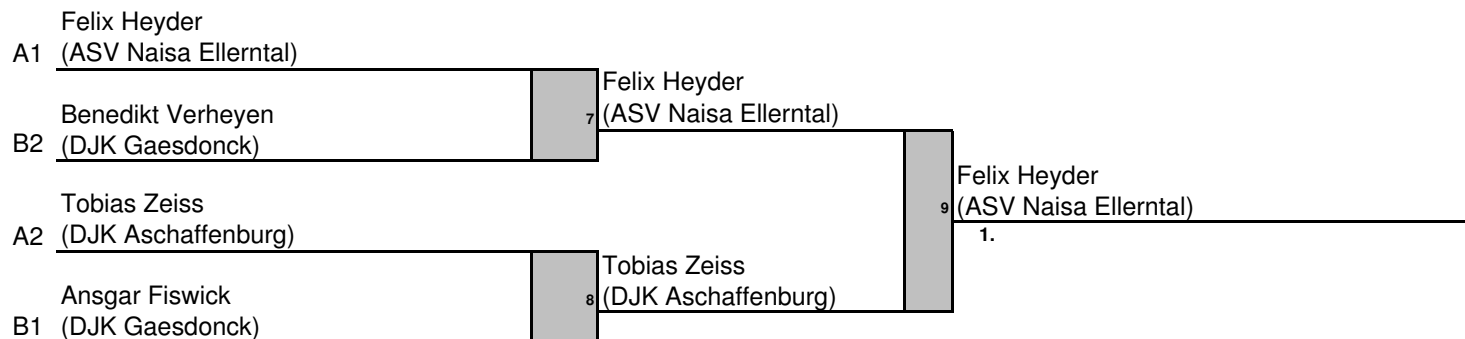 Felix Heyder
A1 (ASV Naisa Ellerntal)
Felix Heyder
7 (ASV Naisa Ellerntal)
Benedikt Verheyen
B2 (DJK Gaesdonck)
Felix Heyder
9 (ASV Naisa Ellerntal)
1.
Tobias Zeiss
A2 (DJK Aschaffenburg)
Tobias Zeiss
8 (DJK Aschaffenburg)
Ansgar Fiswick
B1 (DJK Gaesdonck)